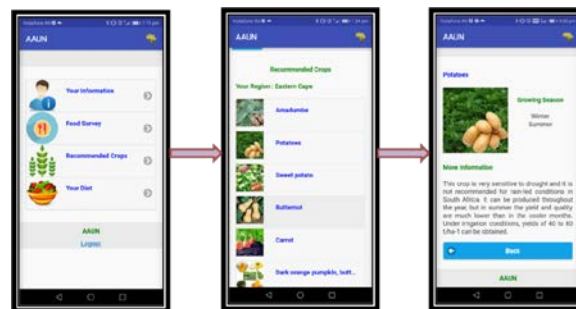 AAUN
Your Information
Food Survey
Recommended Crops
Your Diet
AAUN
Logout
AAUN
Recommended Crops
Your Region: Eastern Cape
Amadumbe
Potatoes
Sweet potato
Butternut
Carrot
Dark orange pumpkin, butt...
AAUN
Potatoes
Growing Season
Winter
Summer
More Information
This crop is very sensitive to drought and it is
not recommended for rain-fed conditions in
South Africa. It can be produced throughout
the year, but in summer the yield and quality
are much lower than in the cooler months.
Under irrigation conditions, yields of 40 to 60
t/ha-1 can be obtained.
Back
AAUN